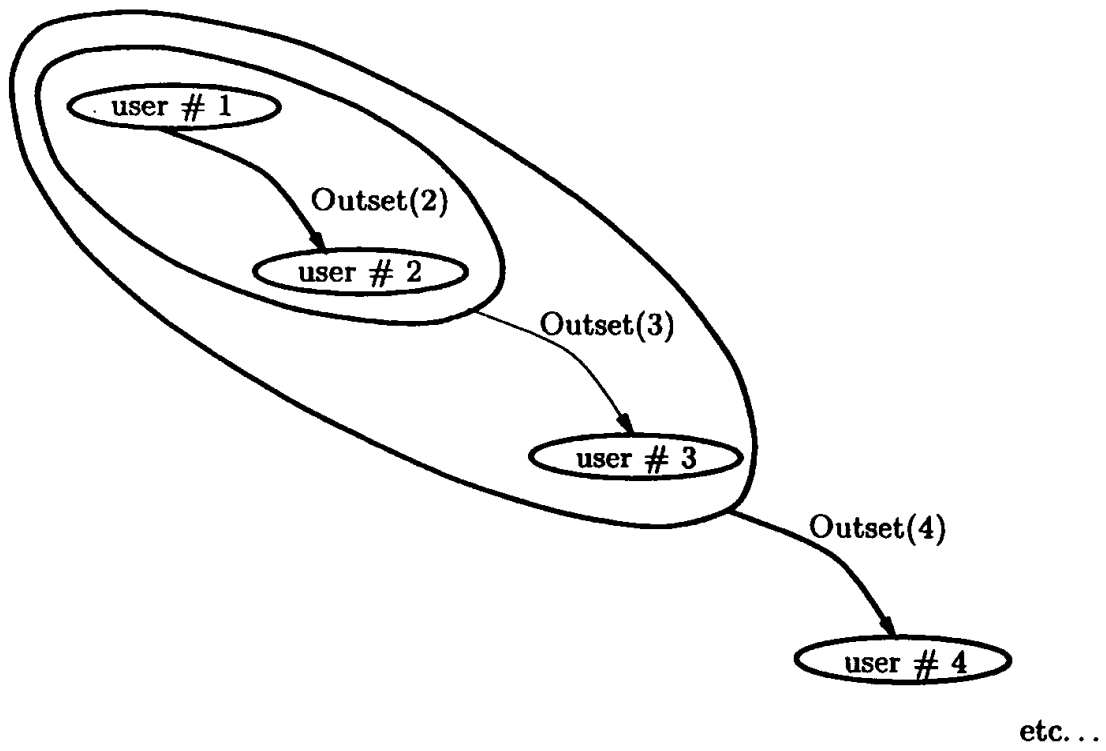 user # 1
Outset(2)
user # 2
Outset(3)
user # 3
Outset(4)
user # 4
etc...